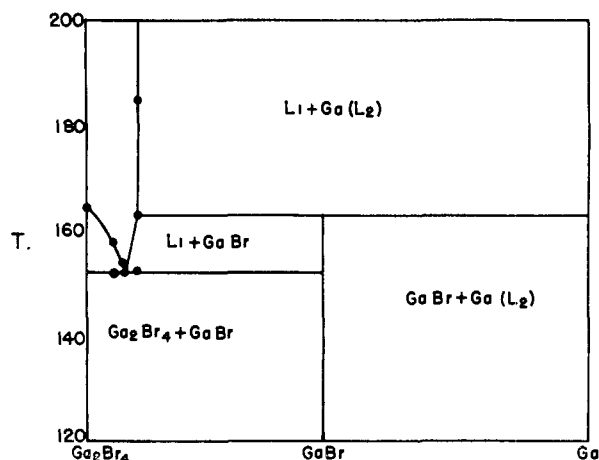 200
L1 + Ga (L2)
180
160
T.
L1 + GaBr
GaBr + Ga (L2)
140
Ga2Br4 + GaBr
120
Ga2Br4 GaBr Ga